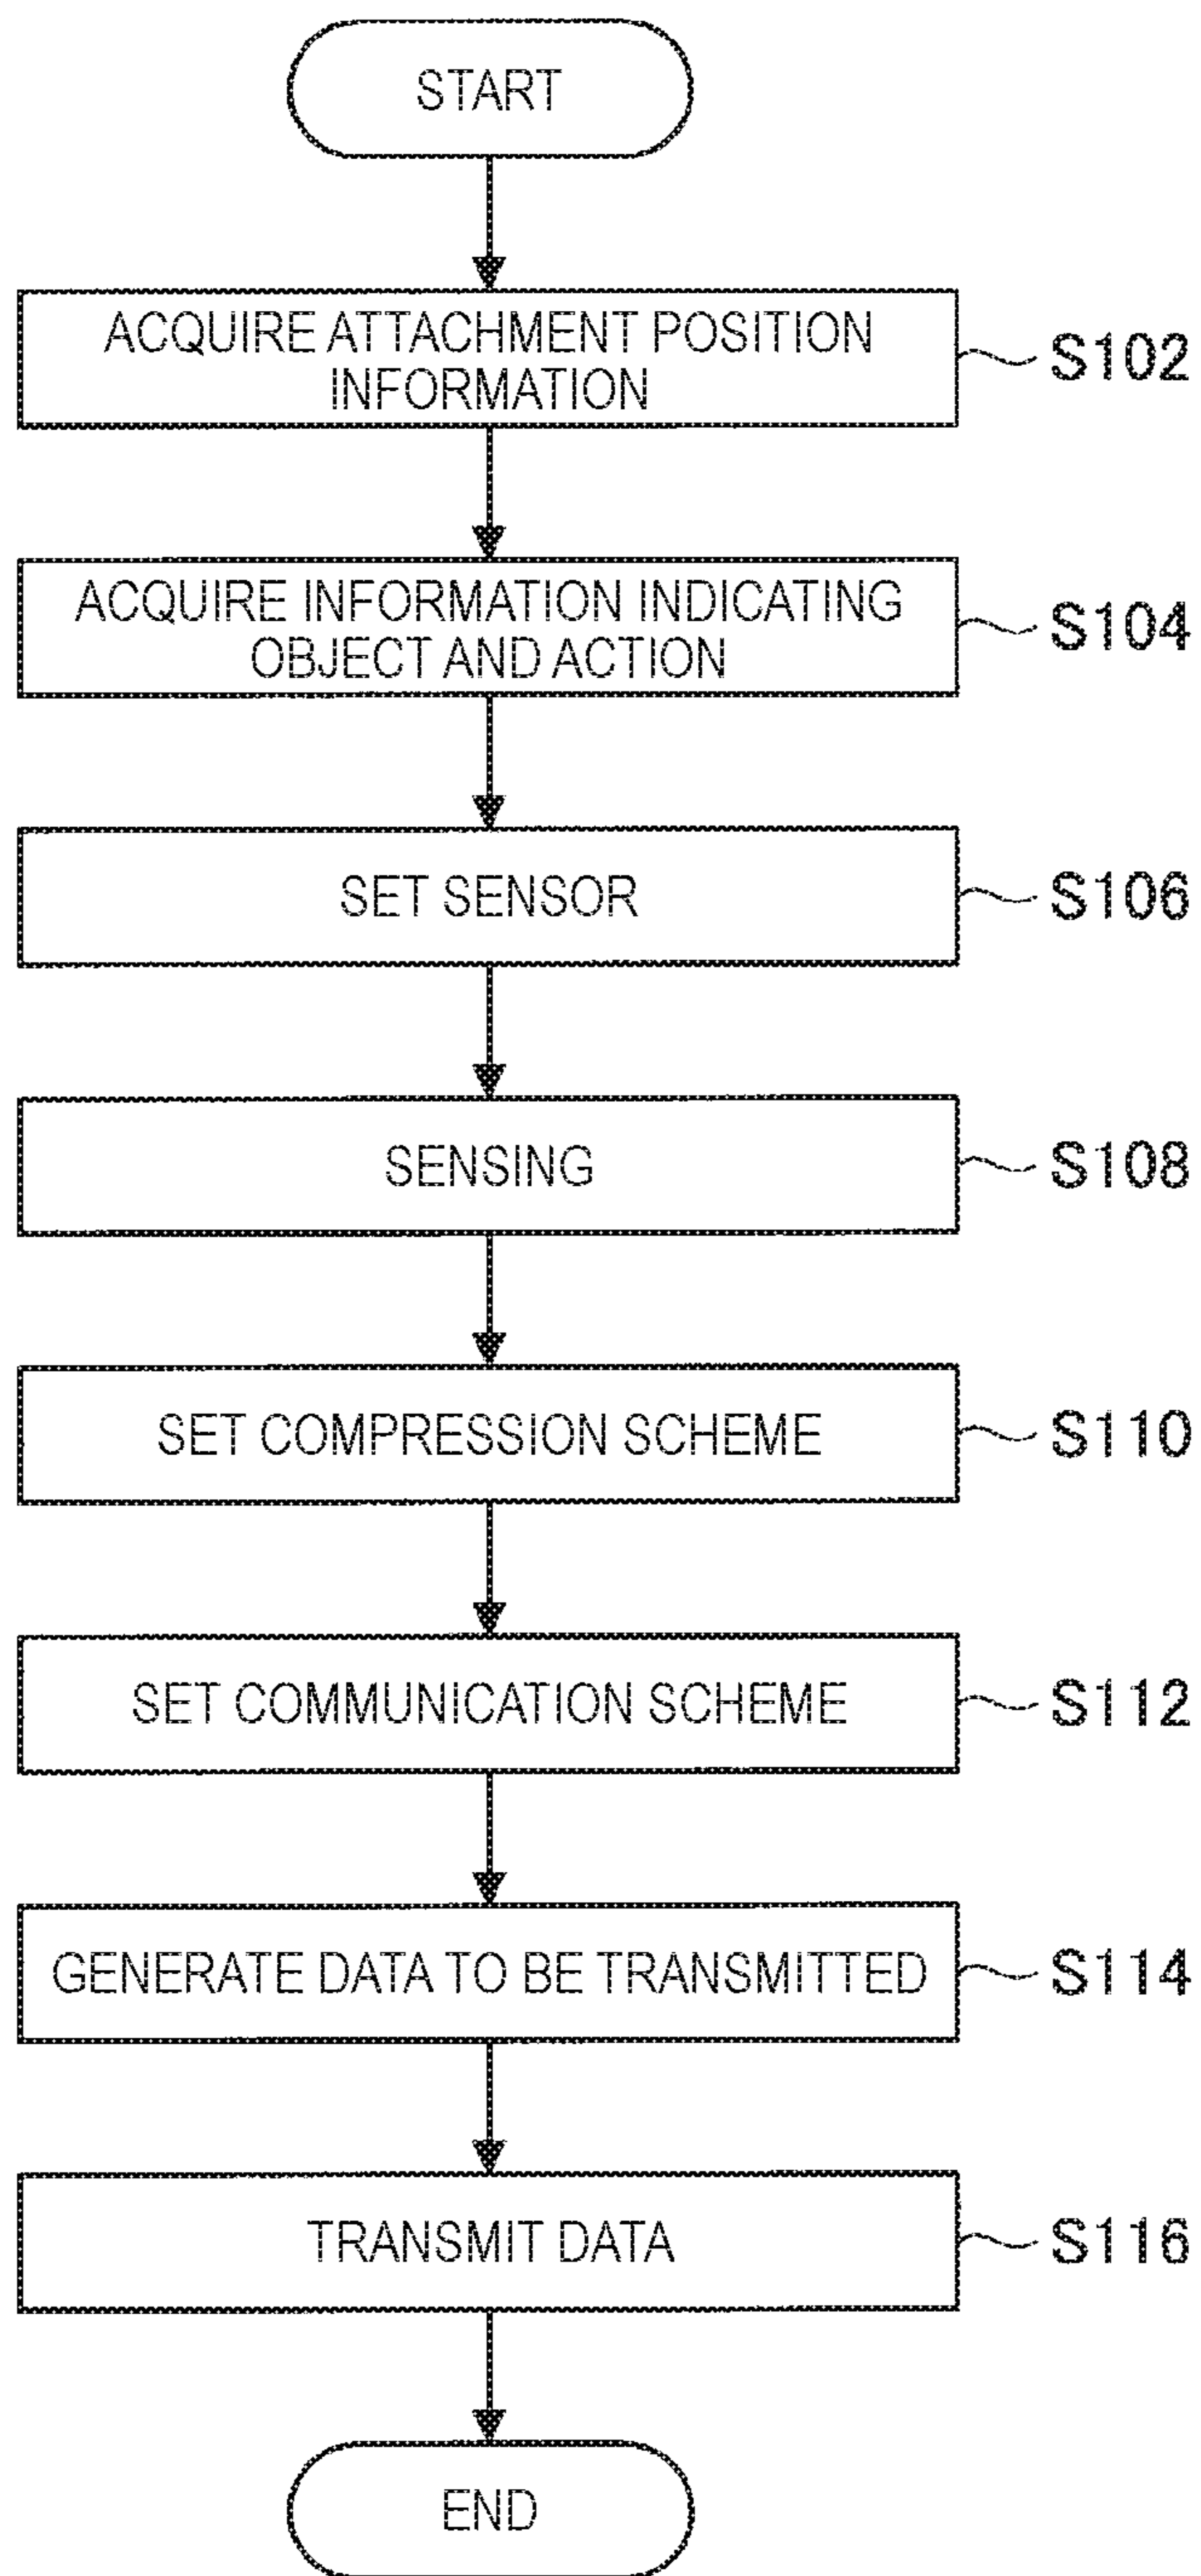 START
ACQUIRE ATTACHMENT POSITION
INFORMATION
S102
ACQUIRE INFORMATION INDICATING
OBJECT AND ACTION
S104
SET SENSOR
S106
SENSING
S108
SET COMPRESSION SCHEME
S110
SET COMMUNICATION SCHEME
S112
GENERATE DATA TO BE TRANSMITTED
S114
TRANSMIT DATA
S116
END